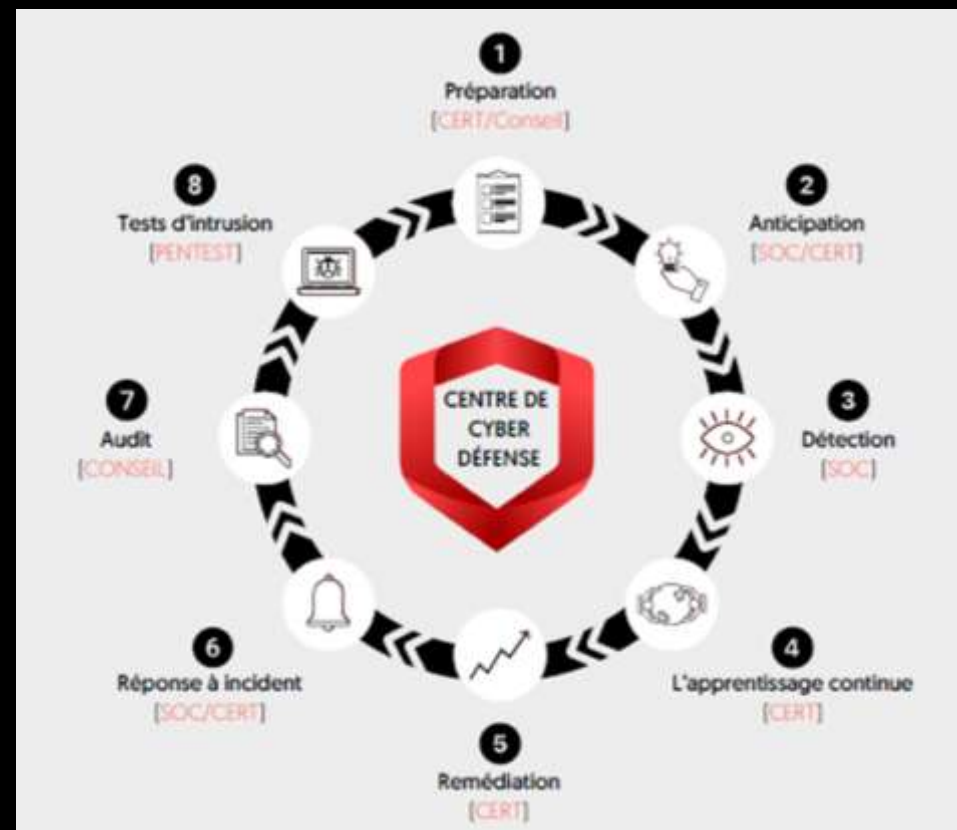 1
Préparation
[CERT/Conseil]
2
Anticipation
[SOC/CERT]
3
Détection
[SOC]
4
L'apprentissage continue
[CERT]
5
Remédiation
[CERT]
6
Réponse à incident
[SOC/CERT]
7
Audit
[CONSEIL]
8
Tests d'intrusion
[PENTEST]
CENTRE DE
CYBER
DÉFENSE